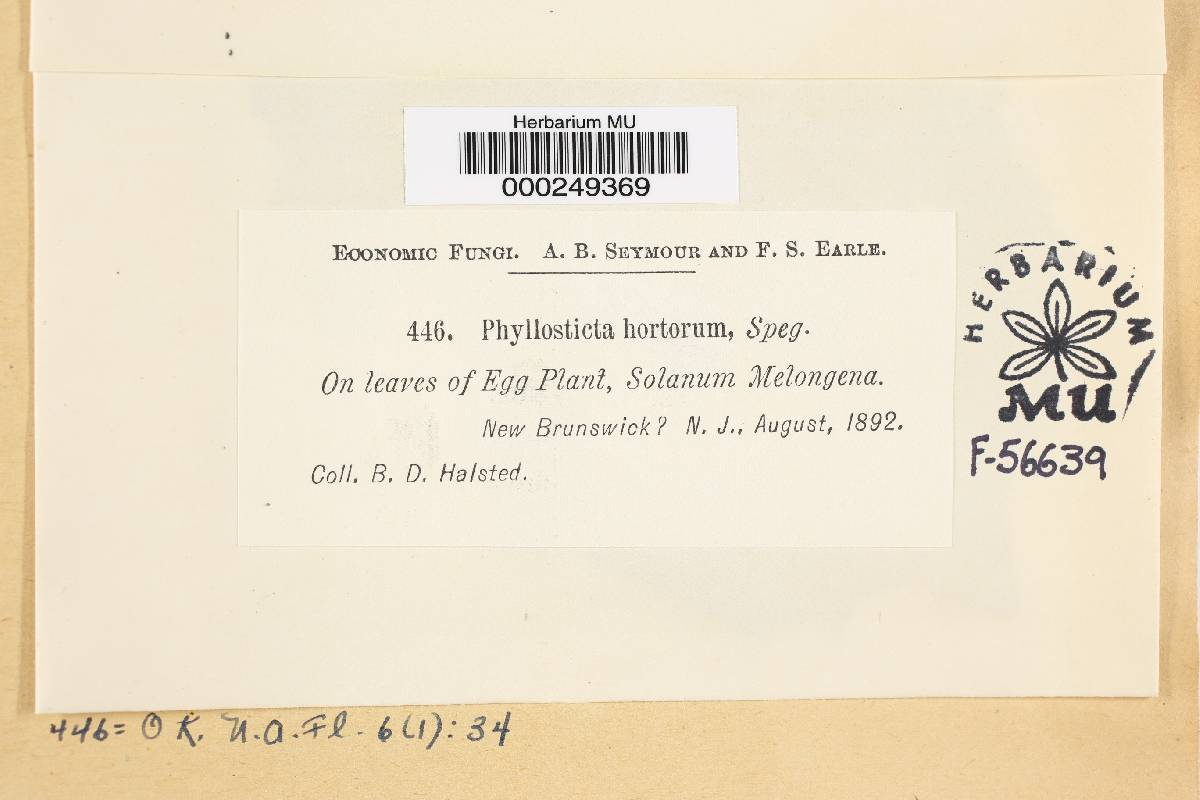 Herbarium MU
000249369
Economic Fungi. A. B. Seymour and F. S. Earle.
446. Phyllosticta hortorum, Speg.
On leaves of Egg Plant, Solanum Melongena.
New Brunswick? N. J., August, 1892.
Coll. B. D. Halsted.
HERBARIUM
MU
F-56639
446= OK. N.A.Fl. 6(1): 34